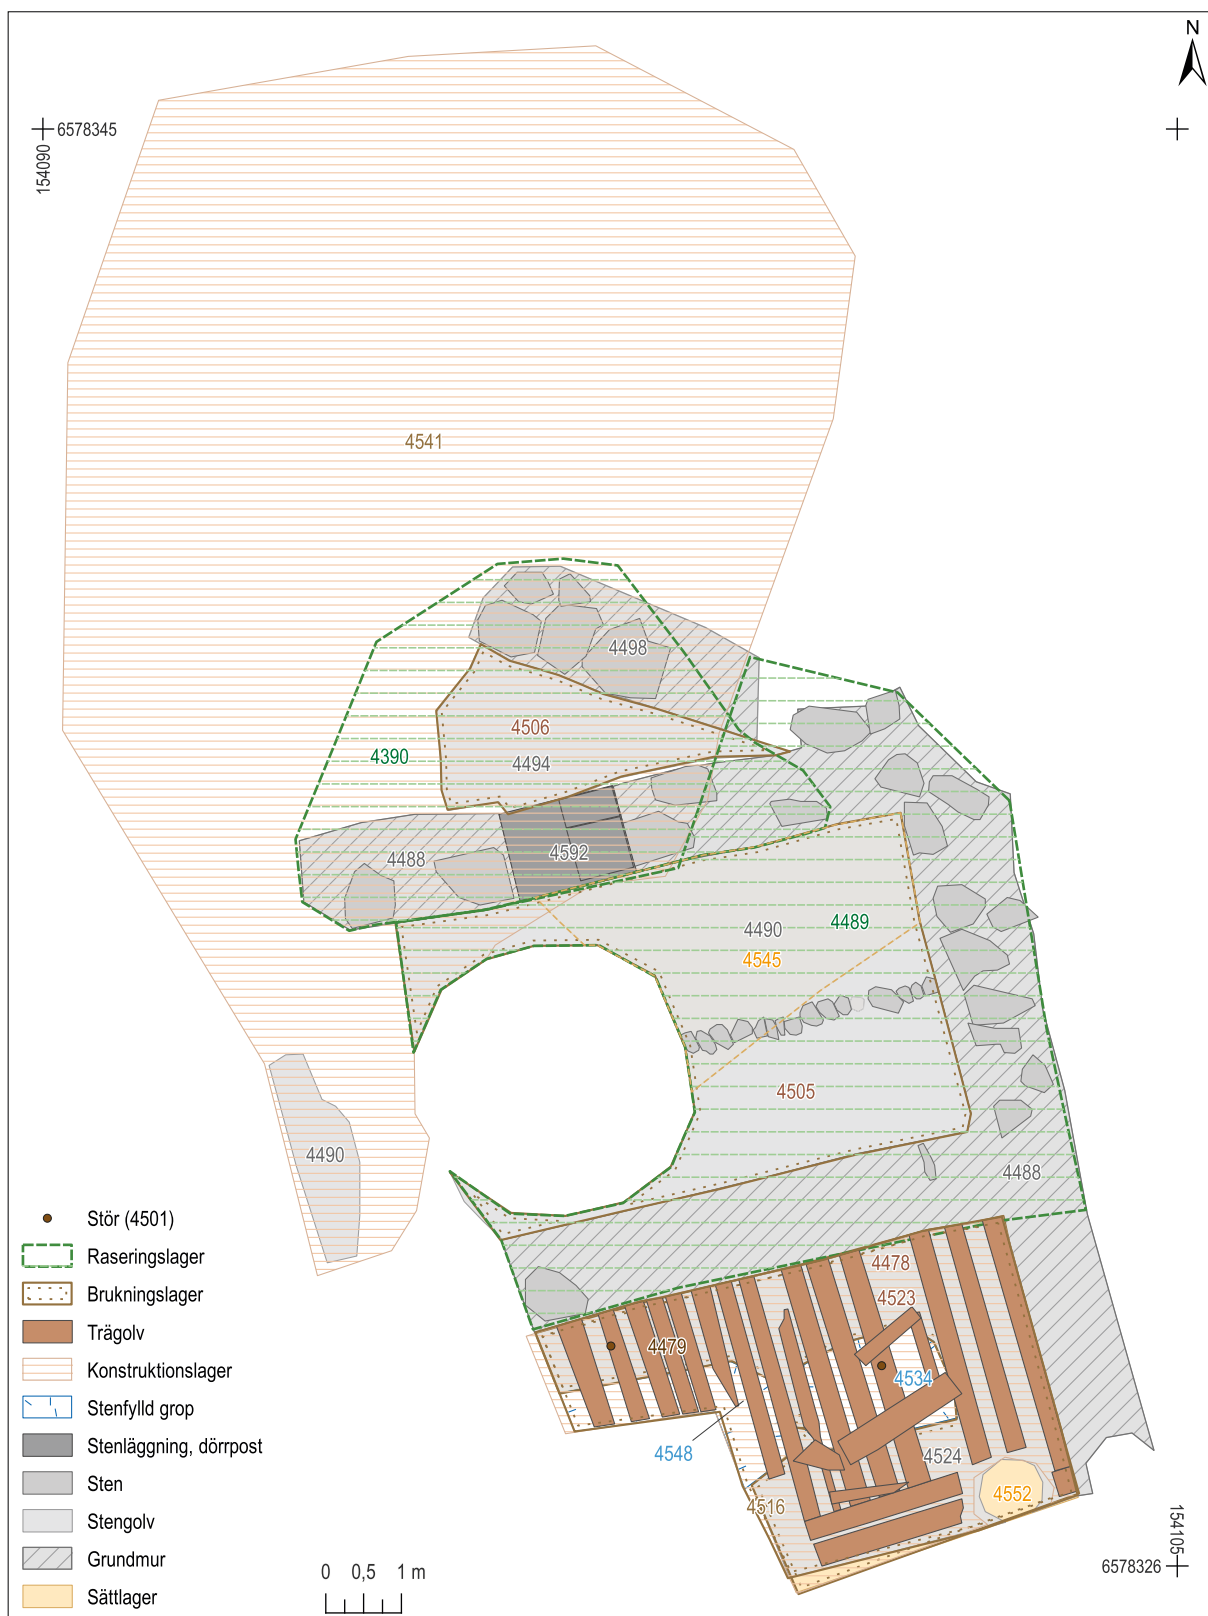 N
6578345
154090
4541
4498
4506
4494
4390
4488
4592
4490
4489
4545
4505
4490
4488
4478
4523
4479
4534
4548
4524
4516
4552
Stör (4501)
Raseringslager
Brukningslager
Trägolv
Konstruktionslager
Stenfylld grop
Stenläggning, dörrpost
Sten
Stengolv
Grundmur
Sättlager
0 0,5 1 m
154105
6578326